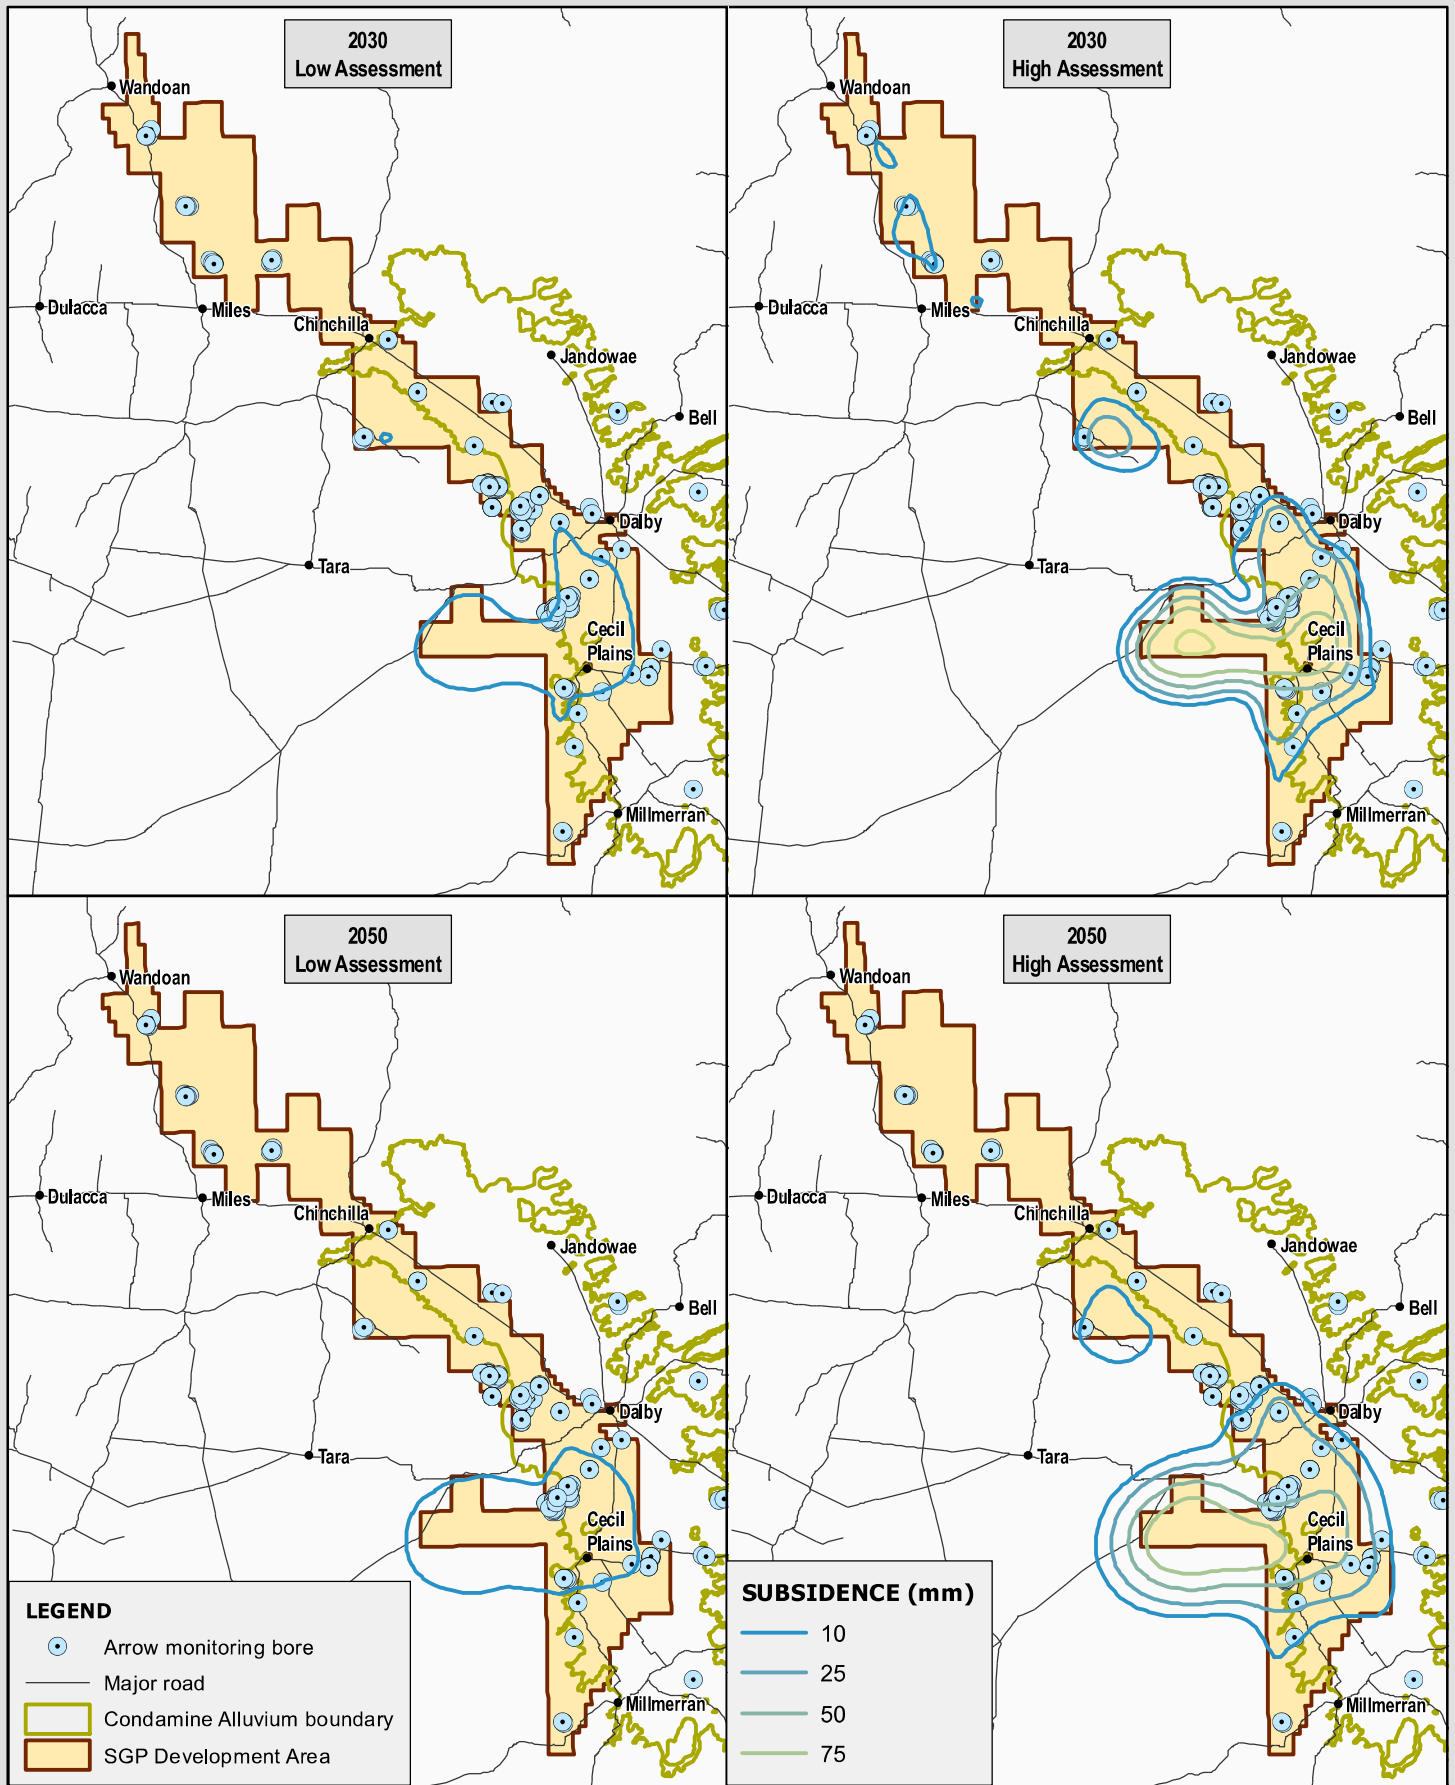 2030
Low Assessment
Wandoan
Dulacca
Miles
Chinchilla
Jandowae
Bell
Dalby
Tara
Cecil
Plains
Millmerran
2030
High Assessment
Wandoan
Dulacca
Miles
Chinchilla
Jandowae
Bell
Dalby
Tara
Cecil
Plains
Millmerran
2050
Low Assessment
Wandoan
Dulacca
Miles
Chinchilla
Jandowae
Bell
Dalby
Tara
Cecil
Plains
Millmerran
LEGEND
Arrow monitoring bore
Major road
Condamine Alluvium boundary
SGP Development Area
2050
High Assessment
Wandoan
Dulacca
Miles
Chinchilla
Jandowae
Bell
Dalby
Tara
Cecil
Plains
Millmerran
SUBSIDENCE (mm)
10
25
50
75